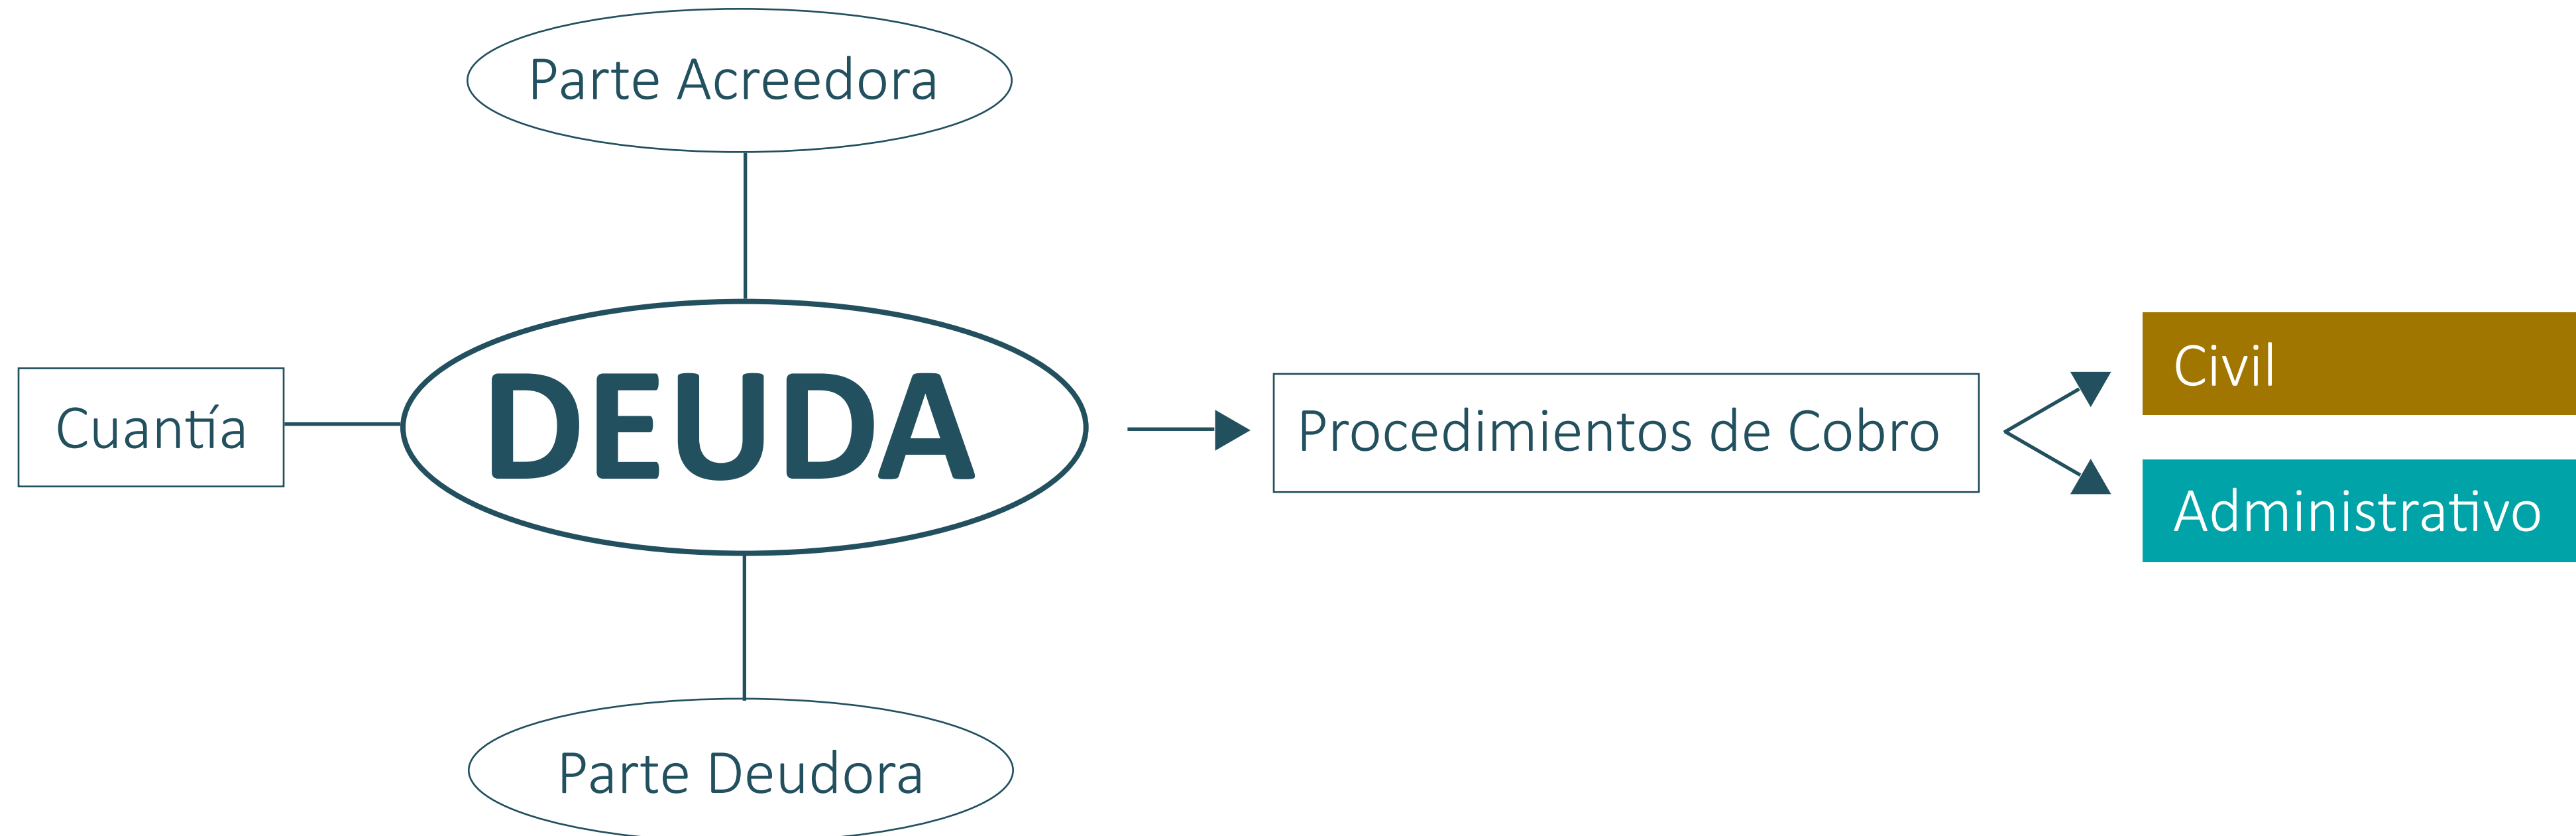 Parte Acreedora
Cuantía
DEUDA
Procedimientos de Cobro
Civil
Administrativo
Parte Deudora